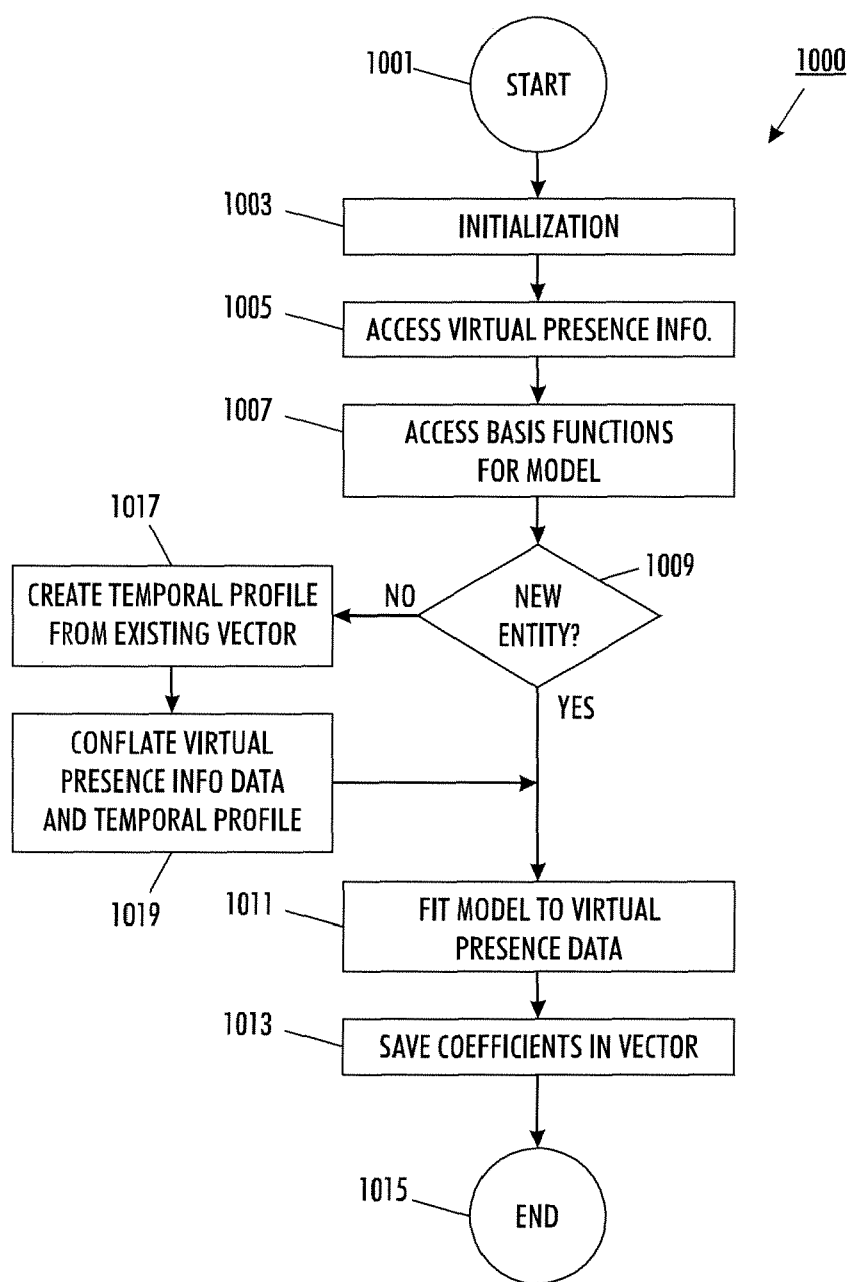 1001
START
1000
1003
INITIALIZATION
1005
ACCESS VIRTUAL PRESENCE INFO.
1007
ACCESS BASIS FUNCTIONS
FOR MODEL
1017
CREATE TEMPORAL PROFILE
FROM EXISTING VECTOR
NO
NEW
ENTITY?
1009
YES
CONFLATE VIRTUAL
PRESENCE INFO DATA
AND TEMPORAL PROFILE
1019
1011
FIT MODEL TO VIRTUAL
PRESENCE DATA
1013
SAVE COEFFICIENTS IN VECTOR
1015
END